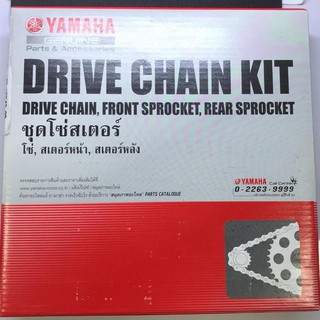 YAMAHA
GENUINE
Parts & Accessories
DRIVE CHAIN KIT
DRIVE CHAIN, FRONT SPROCKET, REAR SPROCKET
ชุดโซ่สเตอร์
โซ่, สเตอร์หน้า, สเตอร์หลัง
PARTS CATALOGUE
YAMAHA Call Center
0-2263-9999